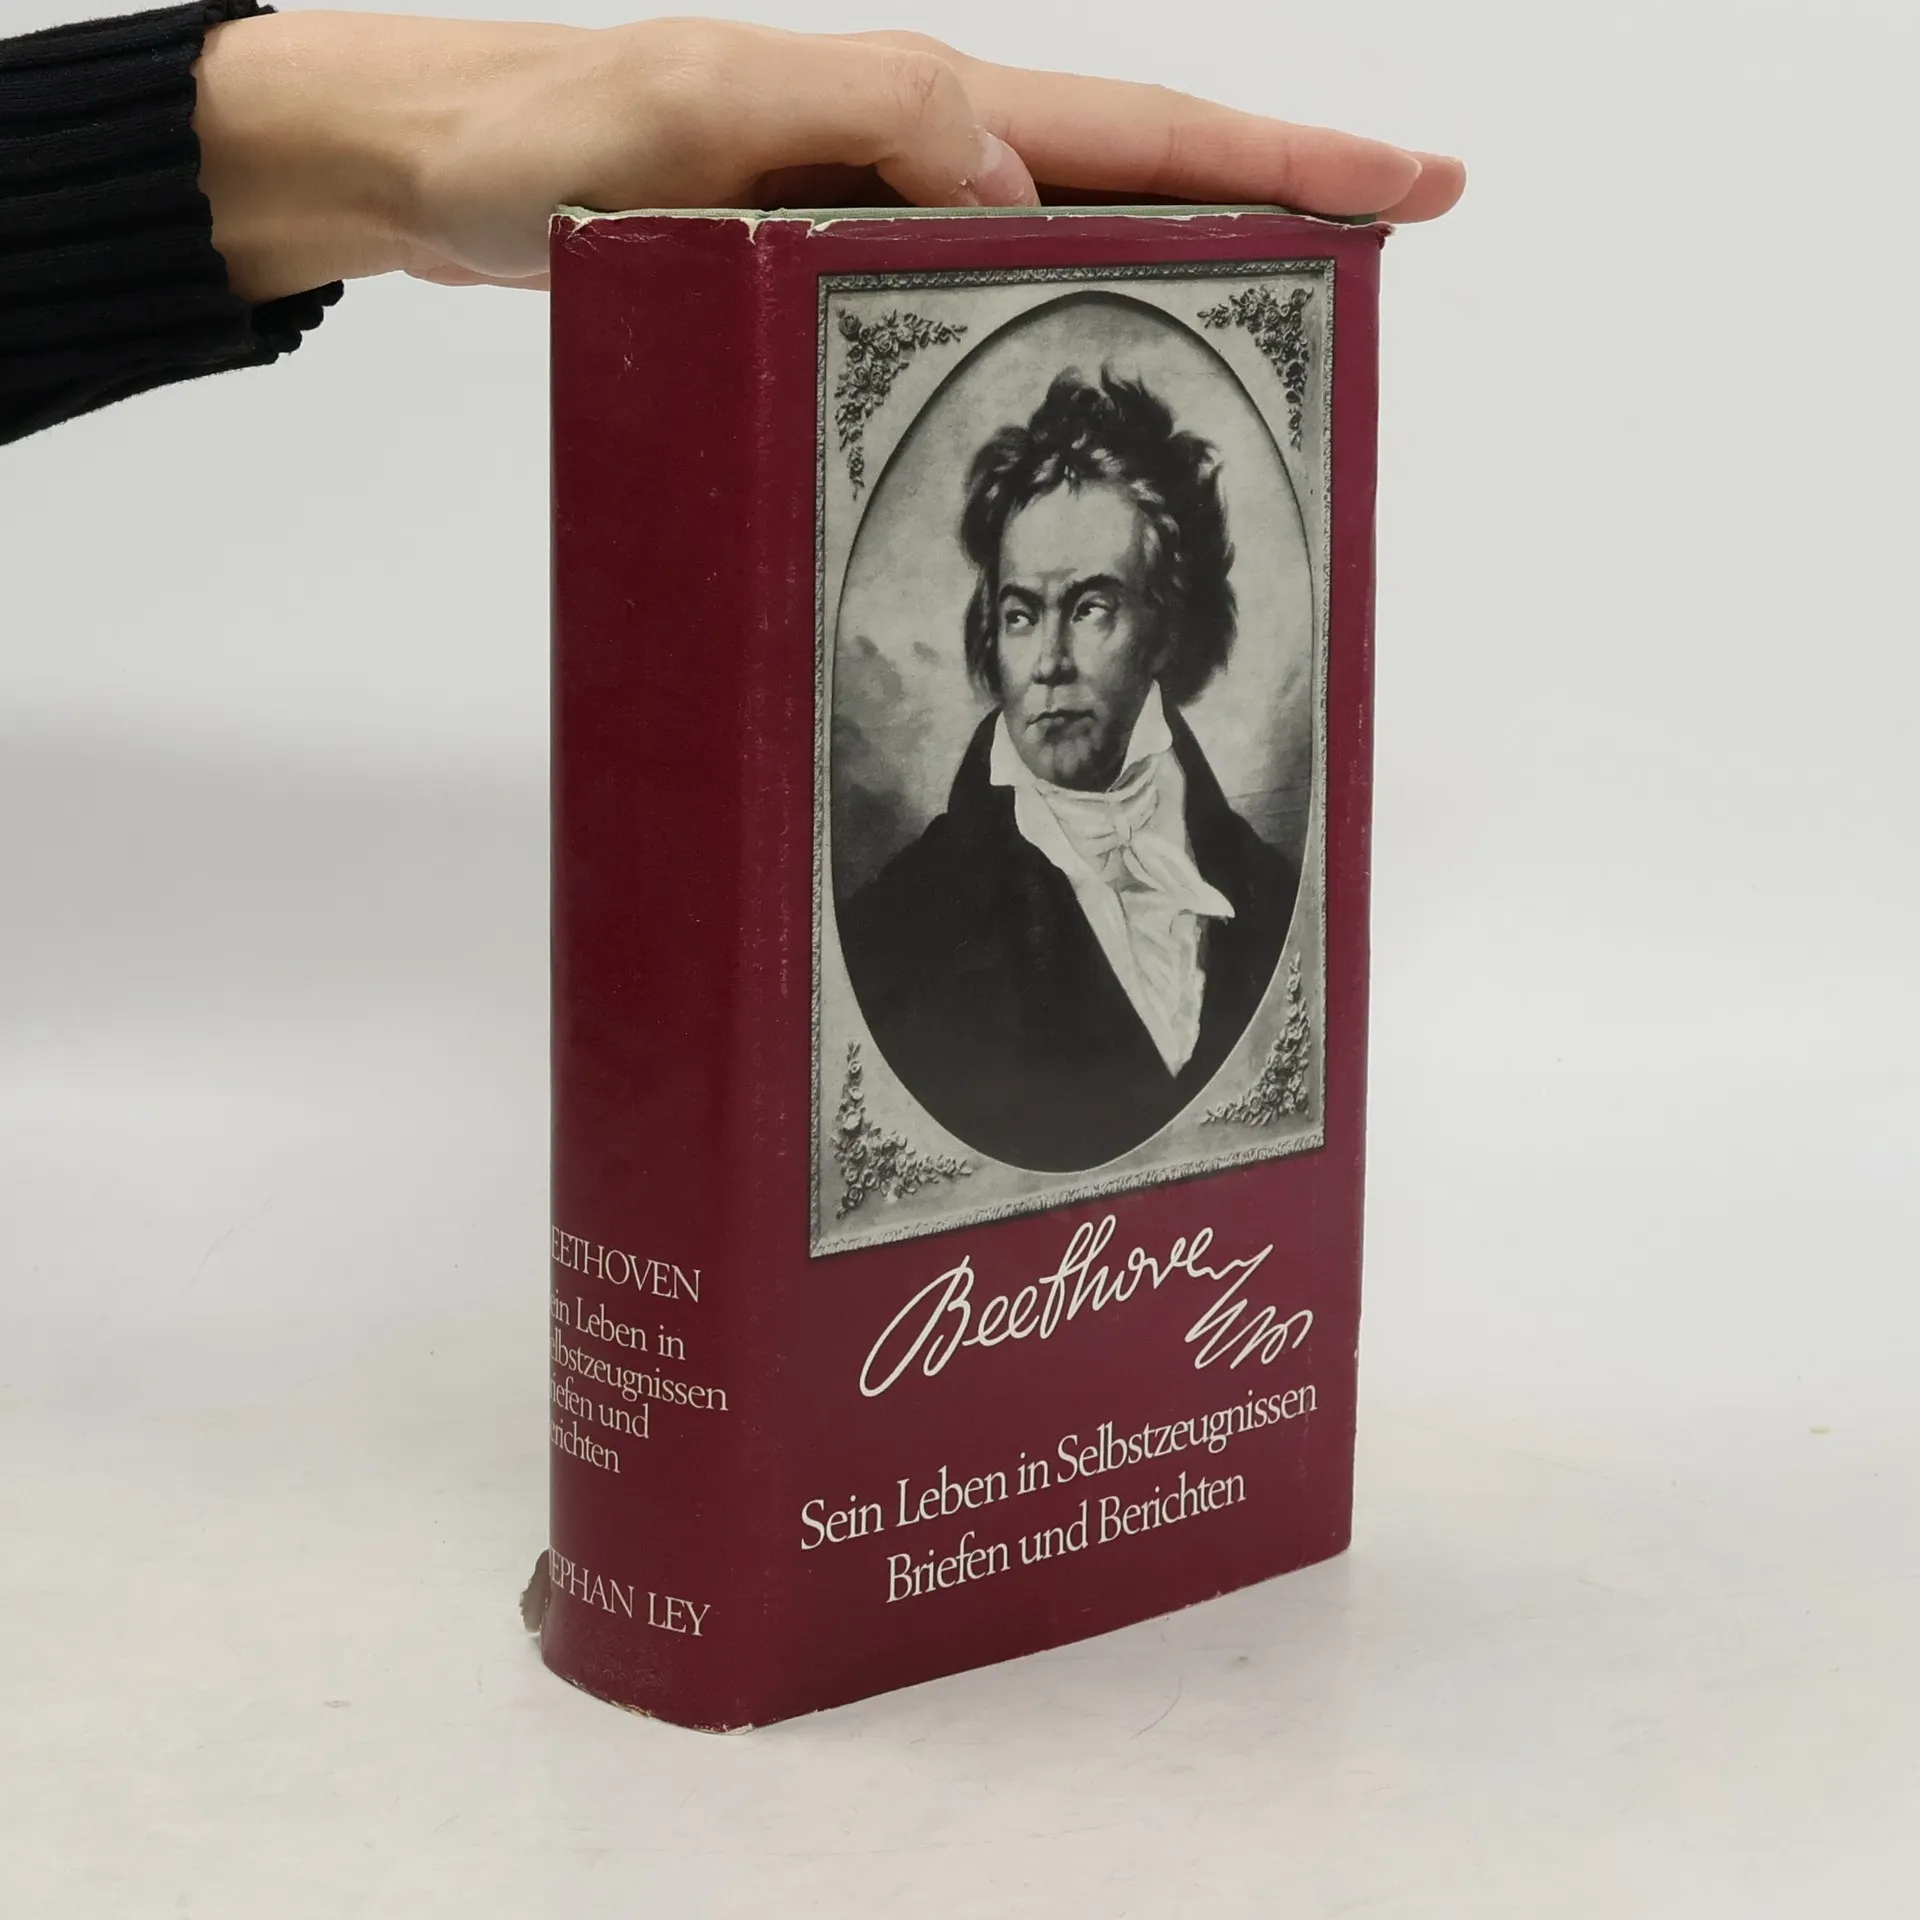 EETHOVEN
ein Leben in
elbstzeugnissen
riefen und
erichten
EPHAN LEY
Beethoven
Sein Leben in Selbstzeugnissen
Briefen und Berichten